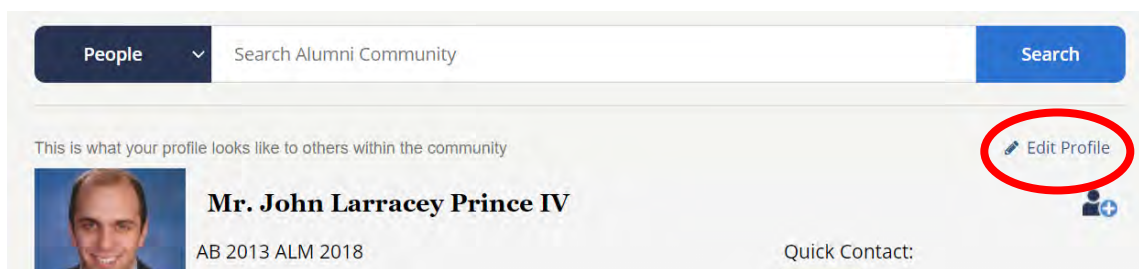 People Search Alumni Community Search
This is what your profile looks like to others within the community Edit Profile
Mr. John Larracey Prince IV
AB 2013 ALM 2018 Quick Contact: